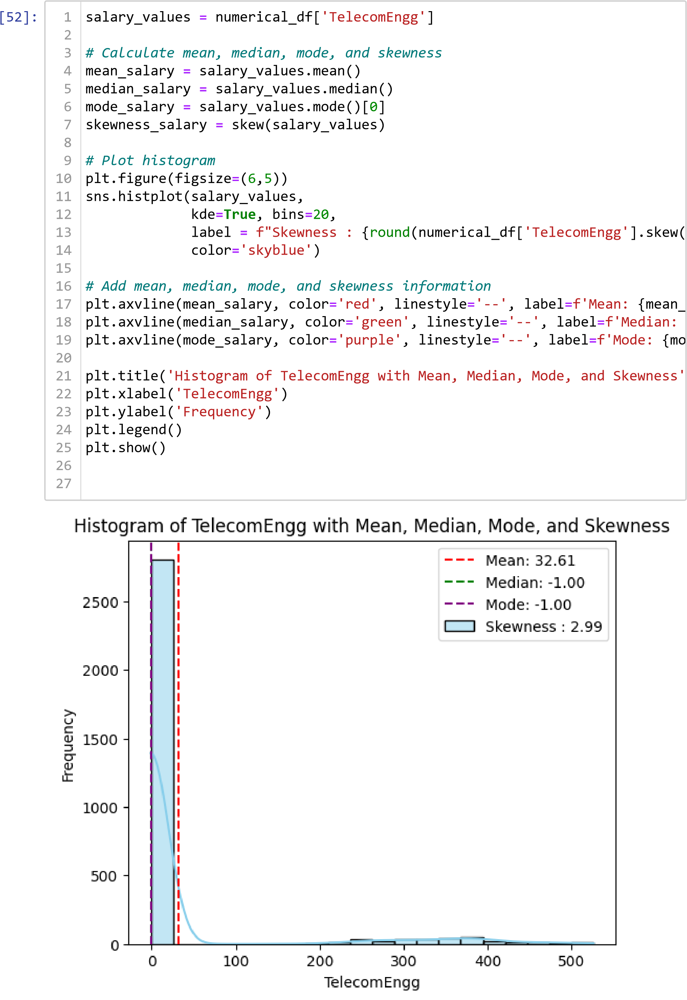 [52]:
1 salary_values = numerical_df['TelecomEngg']
2
3 # Calculate mean, median, mode, and skewness
4 mean_salary = salary_values.mean()
5 median_salary = salary_values.median()
6 mode_salary = salary_values.mode()[0]
7 skewness_salary = skew(salary_values)
8
9 # Plot histogram
10 plt.figure(figsize=(6,5))
11 sns.histplot(salary_values,
12 kde=True, bins=20,
13 label = f"Skewness : {round(numerical_df['TelecomEngg'].skew(
14 color='skyblue')
15
16 # Add mean, median, mode, and skewness information
17 plt.axvline(mean_salary, color='red', linestyle='--', label=f'Mean: {mean_
18 plt.axvline(median_salary, color='green', linestyle='--', label=f'Median:
19 plt.axvline(mode_salary, color='purple', linestyle='--', label=f'Mode: {mo
20
21 plt.title('Histogram of TelecomEngg with Mean, Median, Mode, and Skewness'
22 plt.xlabel('TelecomEngg')
23 plt.ylabel('Frequency')
24 plt.legend()
25 plt.show()
26
27
Histogram of TelecomEngg with Mean, Median, Mode, and Skewness
Mean: 32.61
Median: -1.00
Mode: -1.00
Skewness : 2.99
Frequency
2500
2000
1500
1000
500
0
0 100 200 300 400 500
TelecomEngg